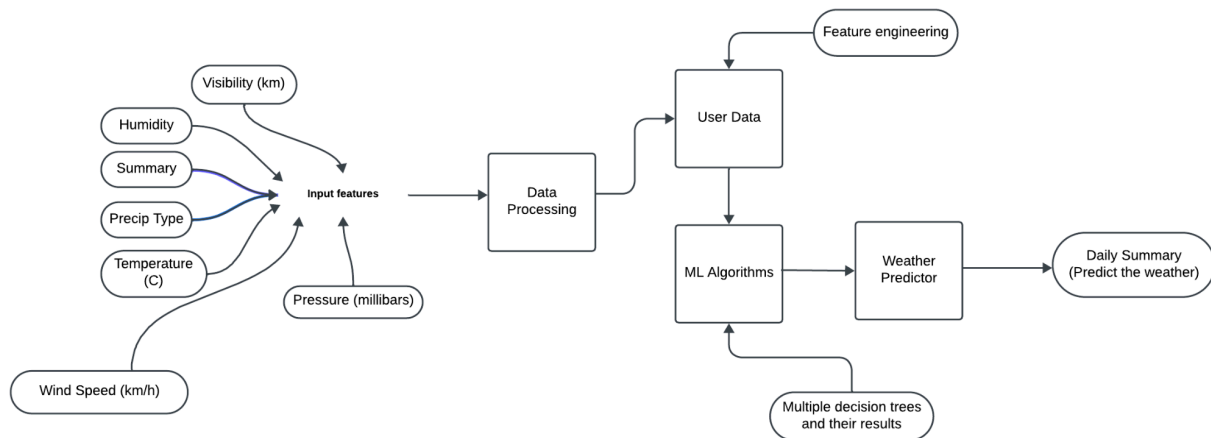 Feature engineering
Visibility (km)
User Data
Humidity
Summary
Input features
Data
Processing
Precip Type
Temperature
(C)
ML Algorithms
Weather
Predictor
Daily Summary
(Predict the weather)
Pressure (millibars)
Wind Speed (km/h)
Multiple decision trees
and their results